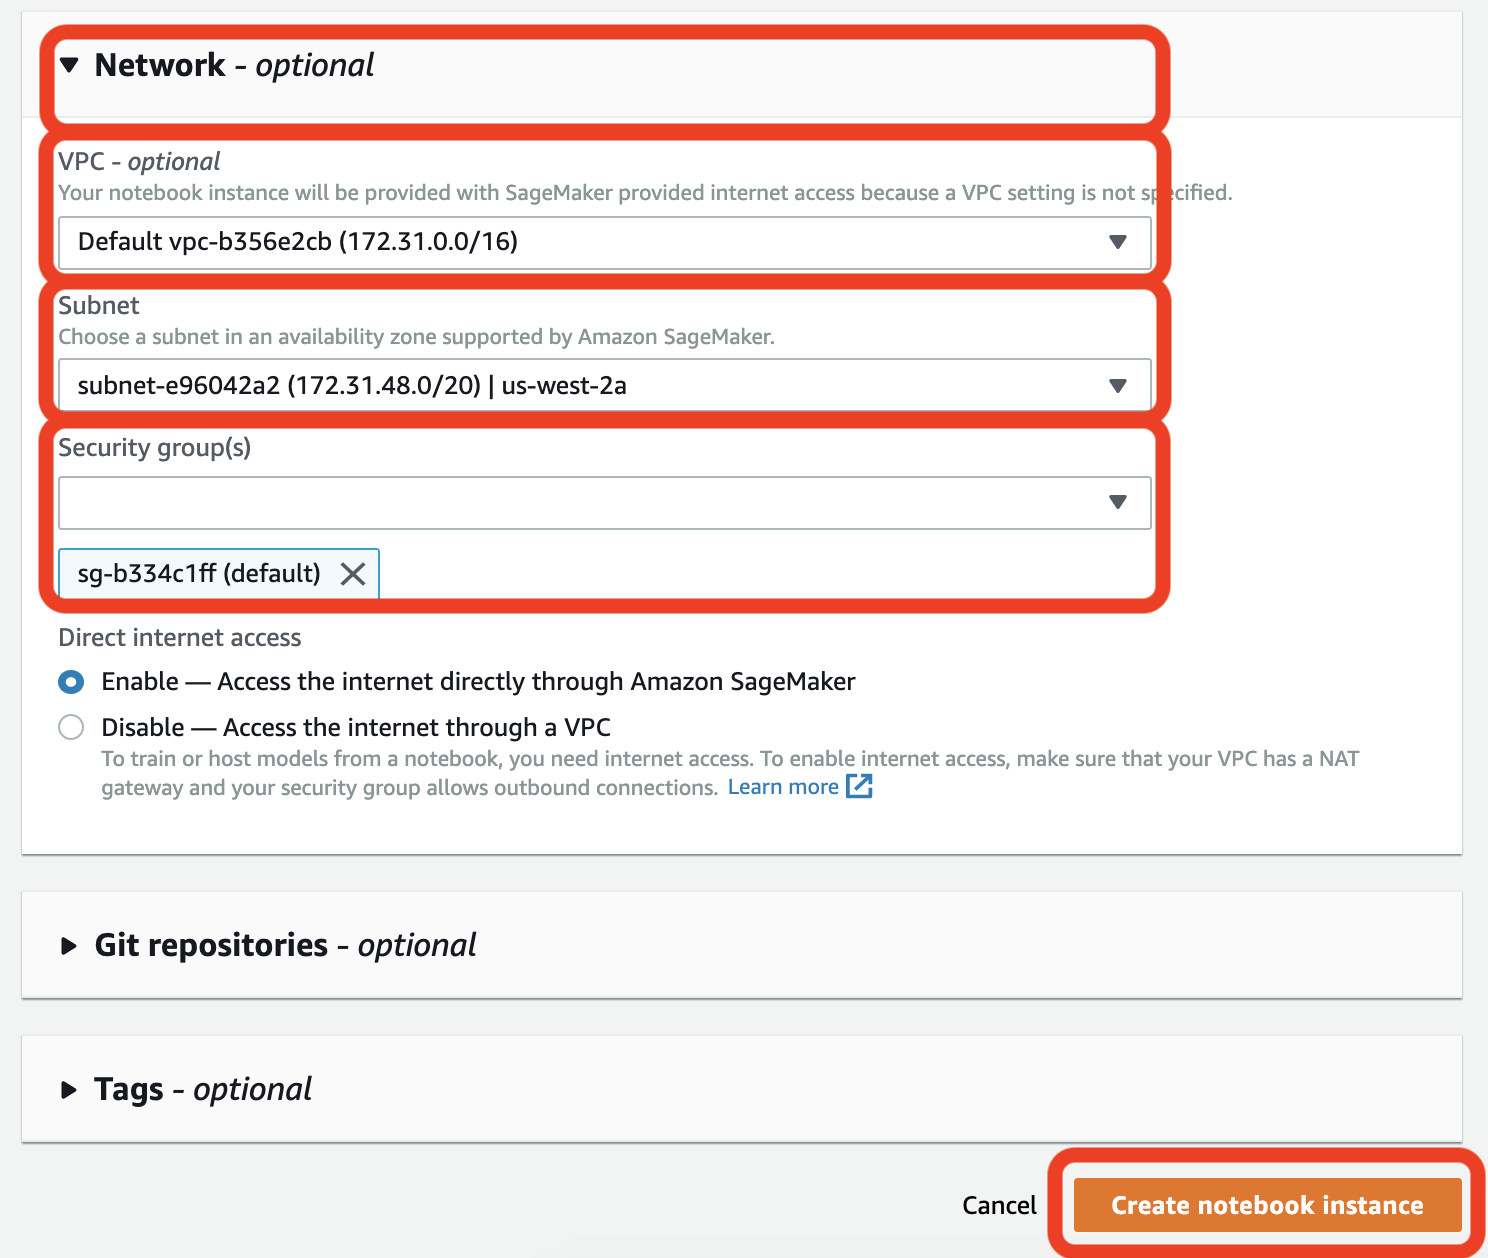 Network - optional
VPC - optional
Your notebook instance will be provided with SageMaker provided internet access because a VPC setting is not specified.
Default vpc-b356e2cb (172.31.0.0/16)
Subnet
Choose a subnet in an availability zone supported by Amazon SageMaker.
subnet-e96042a2 (172.31.48.0/20) | us-west-2a
Security group(s)
sg-b334c1ff (default)
Direct internet access
Enable — Access the internet directly through Amazon SageMaker
Disable — Access the internet through a VPC
To train or host models from a notebook, you need internet access. To enable internet access, make sure that your VPC has a NAT
gateway and your security group allows outbound connections. Learn more
Git repositories - optional
Tags - optional
Cancel Create notebook instance